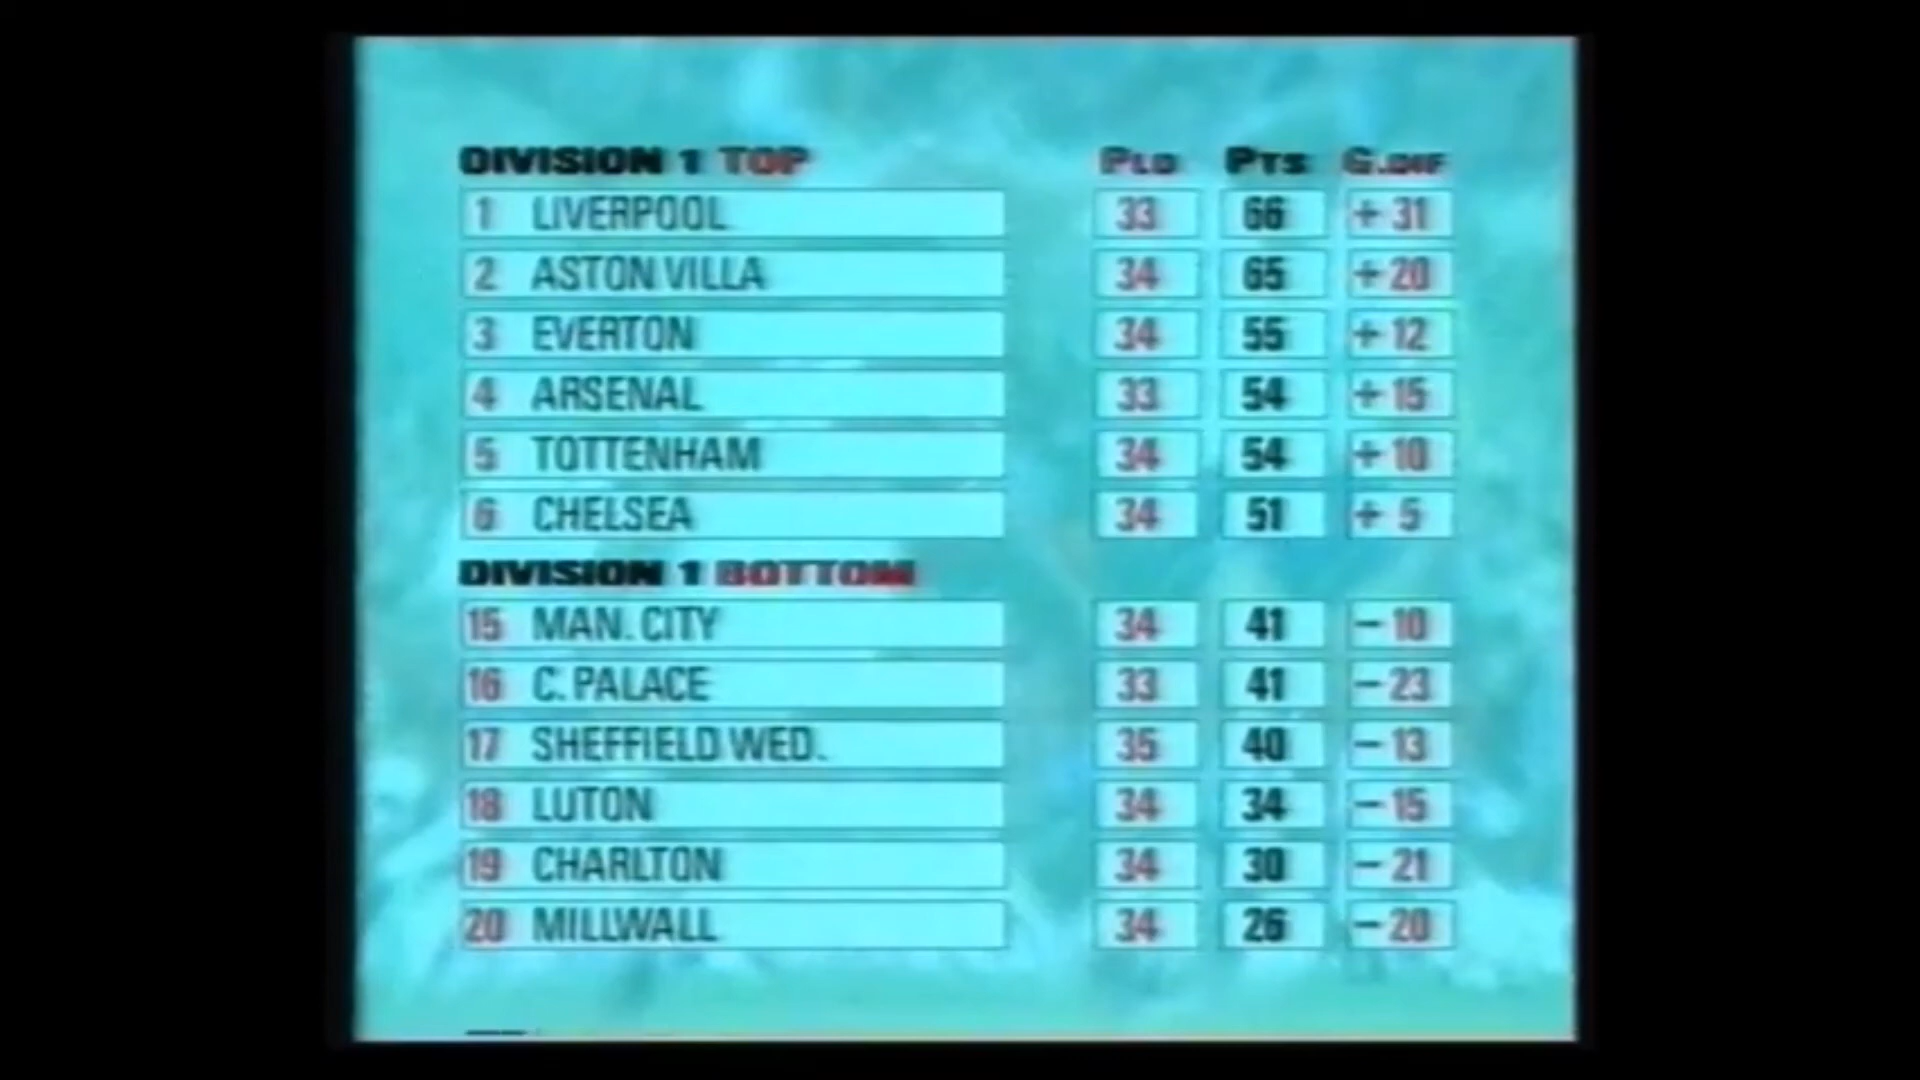 DIVISION 1 TOP PLD PTS G.DIF
1 LIVERPOOL 33 66 + 31
2 ASTON VILLA 34 65 + 20
3 EVERTON 34 55 + 12
4 ARSENAL 33 54 + 15
5 TOTTENHAM 34 54 + 10
6 CHELSEA 34 51 + 5
DIVISION 1 BOTTOM
15 MAN. CITY 34 41 - 10
16 C. PALACE 33 41 - 23
17 SHEFFIELD WED. 35 40 - 13
18 LUTON 34 34 - 15
19 CHARLTON 34 30 - 21
20 MILLWALL 34 26 - 20